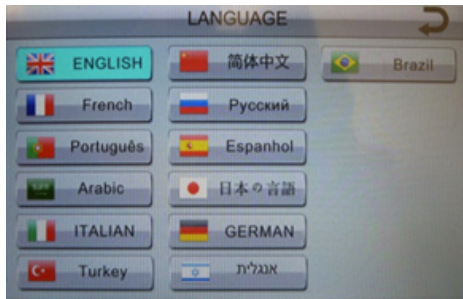 LANGUAGE
ENGLISH
简体中文
Brazil
French
Русский
Português
Espanhol
Arabic
日本の言語
ITALIAN
GERMAN
Turkey
אנגלית